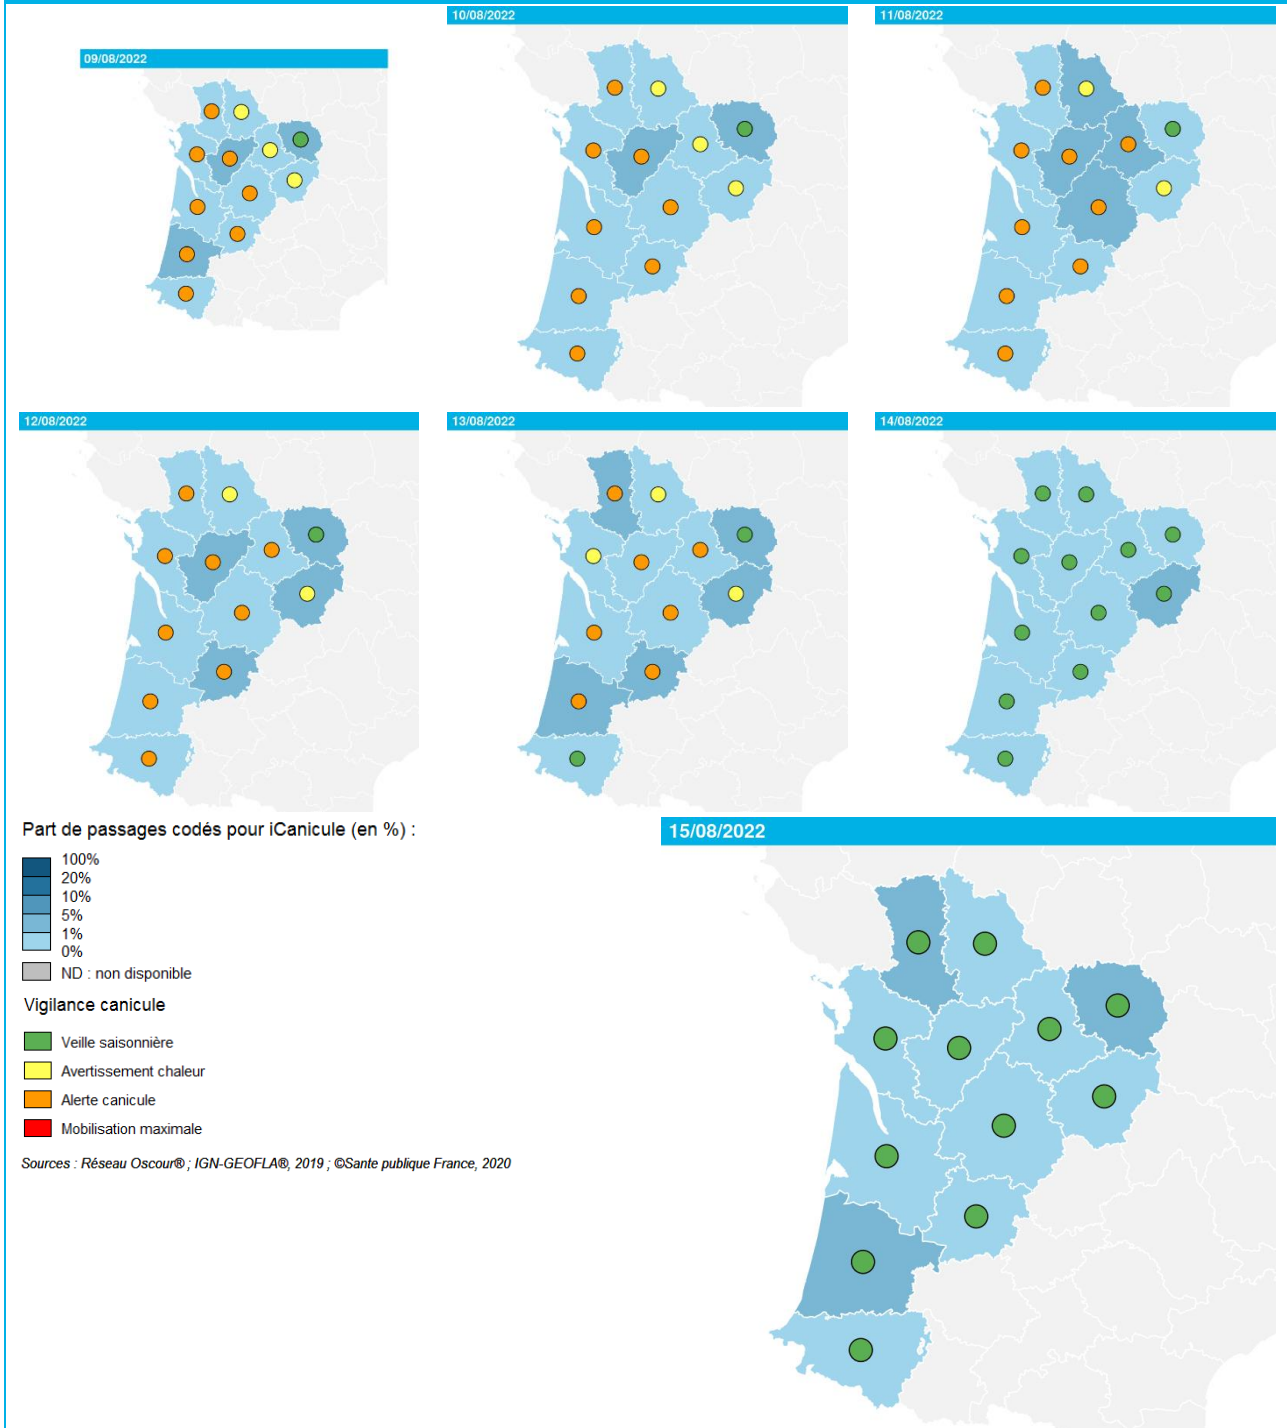 10/08/2022
11/08/2022
09/08/2022
12/08/2022
13/08/2022
14/08/2022
Part de passages codés pour iCanicule (en %) :
100%
20%
10%
5%
1%
0%
ND : non disponible
Vigilance canicule
Veille saisonnière
Avertissement chaleur
Alerte canicule
Mobilisation maximale
Sources : Réseau Oscour® ; IGN-GEOFLA®, 2019 ; ©Sante publique France, 2020
15/08/2022